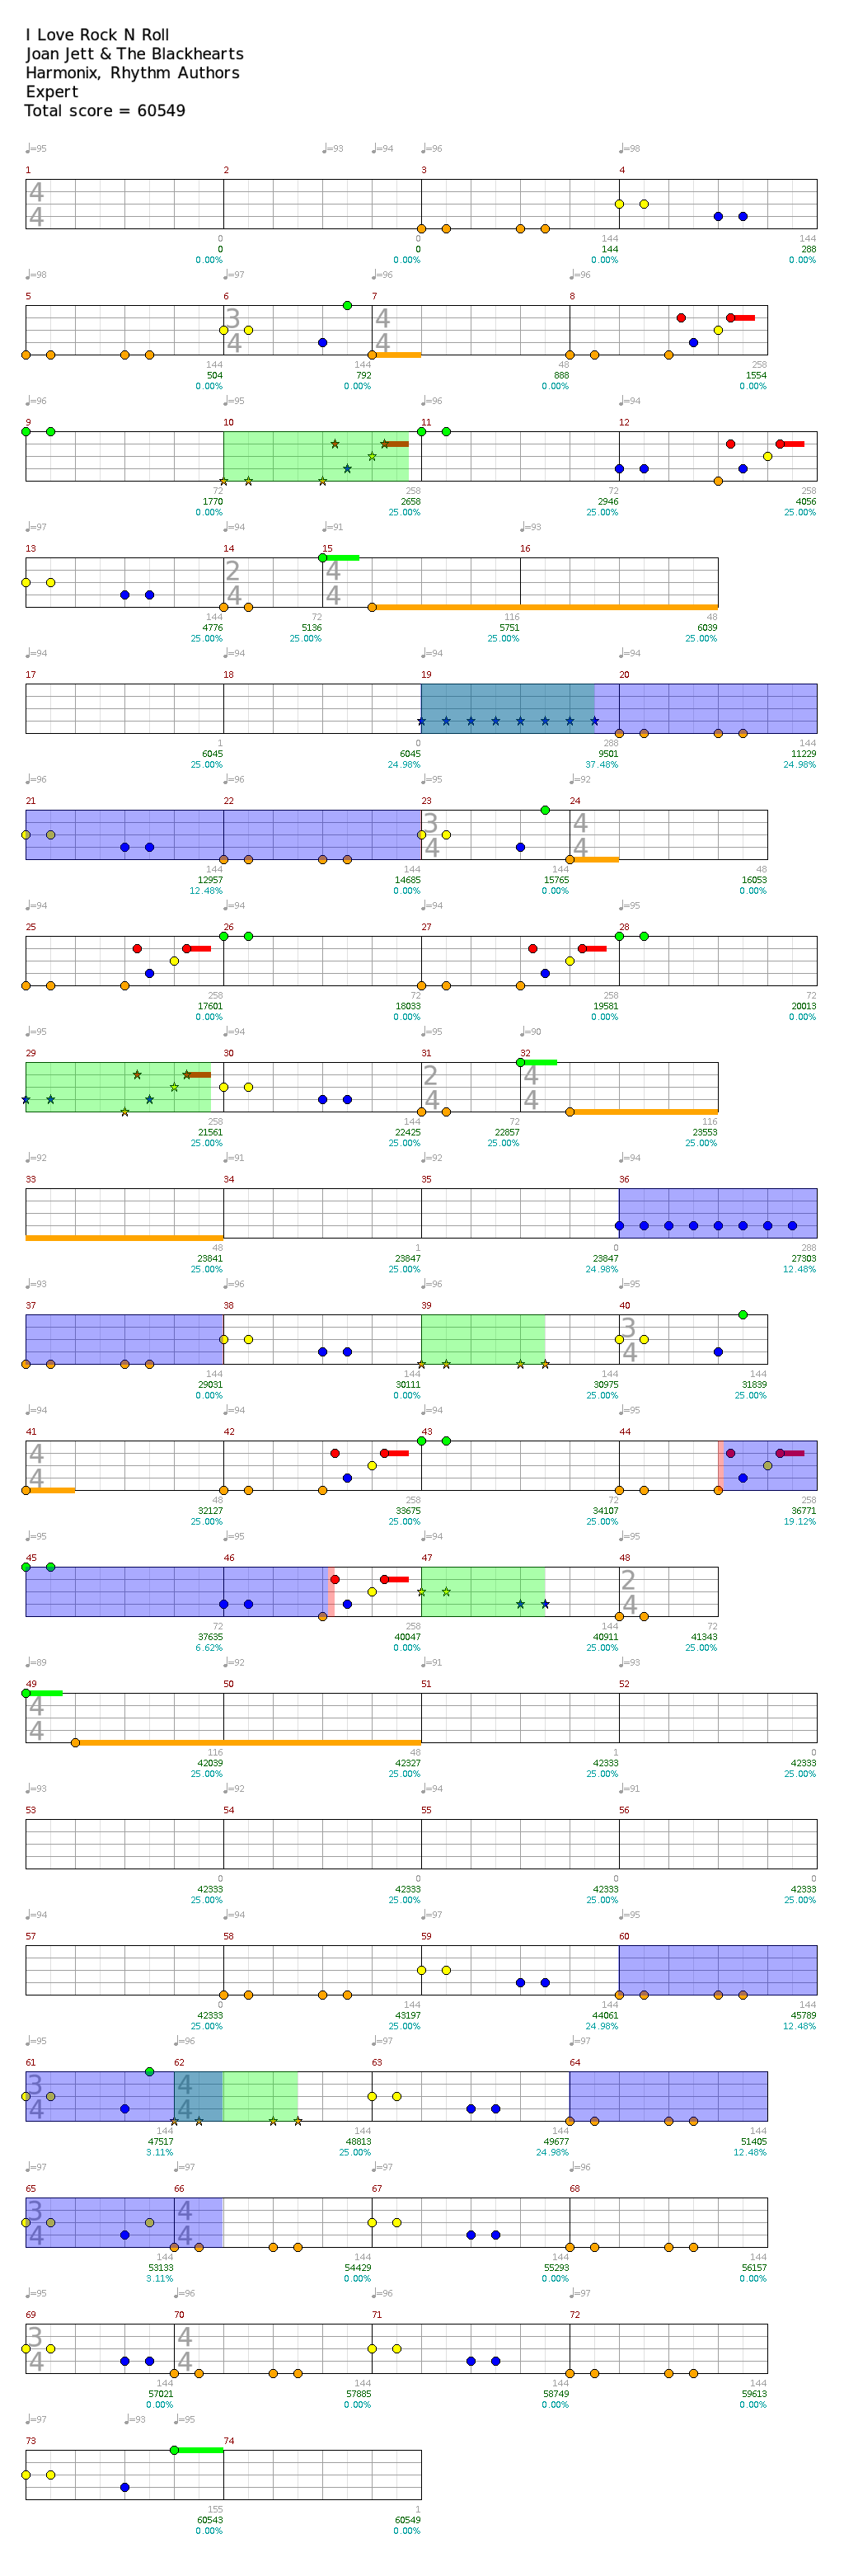 I Love Rock N Roll
Joan Jett & The Blackhearts
Harmonix, Rhythm Authors
Expert
Total score = 60549
♩=95 ♩=93 ♩=94 ♩=96 ♩=98
1 2 3 4
4
4
0 0 144 144
0 0 144 288
0.00% 0.00% 0.00% 0.00%
♩=98 ♩=97 ♩=96 ♩=96
5 6 7 8
3 4
4 4
144 144 48 258
504 792 888 1554
0.00% 0.00% 0.00% 0.00%
♩=96 ♩=95 ♩=96 ♩=96
9 10 11 12
72 258 72 258
1770 2658 2946 4056
0.00% 25.00% 25.00% 25.00%
♩=97 ♩=94 ♩=91 ♩=93
13 14 15 16
2 4
4 4
144 72 116 48
4776 5136 5751 6039
25.00% 25.00% 25.00% 25.00%
♩=94 ♩=94 ♩=94 ♩=94
17 18 19 20
1 0 288 144
6045 6045 9501 11229
25.00% 24.98% 37.48% 24.98%
♩=96 ♩=96 ♩=95 ♩=92
21 22 23 24
3 4
4 4
144 144 144 48
12957 14685 15765 16053
12.48% 0.00% 0.00% 0.00%
♩=94 ♩=94 ♩=94 ♩=95
25 26 27 28
258 72 258 72
17601 18033 19581 20013
0.00% 0.00% 0.00% 0.00%
♩=95 ♩=94 ♩=95 ♩=90
29 30 31 32
2 4
4 4
258 144 72 116
21561 22425 22857 23553
25.00% 25.00% 25.00% 25.00%
♩=92 ♩=91 ♩=92 ♩=94
33 34 35 36
48 1 0 288
23841 23847 23847 27303
25.00% 25.00% 24.98% 12.48%
♩=93 ♩=96 ♩=96 ♩=95
37 38 39 40
3
4
144 144 144 144
29031 30111 30975 31839
0.00% 0.00% 25.00% 25.00%
♩=94 ♩=94 ♩=94 ♩=95
41 42 43 44
4
4
48 258 72 258
32127 33675 34107 36771
25.00% 25.00% 25.00% 19.12%
♩=95 ♩=95 ♩=94 ♩=95
45 46 47 48
2
4
72 258 144 72
37635 40047 40911 41343
6.62% 0.00% 25.00% 25.00%
♩=89 ♩=92 ♩=91 ♩=93
49 50 51 52
4
4
116 48 1 0
42039 42327 42333 42333
25.00% 25.00% 25.00% 25.00%
♩=93 ♩=92 ♩=94 ♩=91
53 54 55 56
0 0 0 0
42333 42333 42333 42333
25.00% 25.00% 25.00% 25.00%
♩=94 ♩=94 ♩=97 ♩=95
57 58 59 60
0 144 144 144
42333 43197 44061 45789
25.00% 25.00% 24.98% 12.48%
♩=95 ♩=96 ♩=97 ♩=97
61 62 63 64
3 4
4 4
144 144 144 144
47517 48813 49677 51405
3.11% 25.00% 24.98% 12.48%
♩=97 ♩=97 ♩=97 ♩=96
65 66 67 68
3 4
4 4
144 144 144 144
53133 54429 55293 56157
3.11% 0.00% 0.00% 0.00%
♩=95 ♩=96 ♩=96 ♩=97
69 70 71 72
3 4
4 4
144 144 144 144
57021 57885 58749 59613
0.00% 0.00% 0.00% 0.00%
♩=97 ♩=93 ♩=95
73 74
155 1
60543 60549
0.00% 0.00%